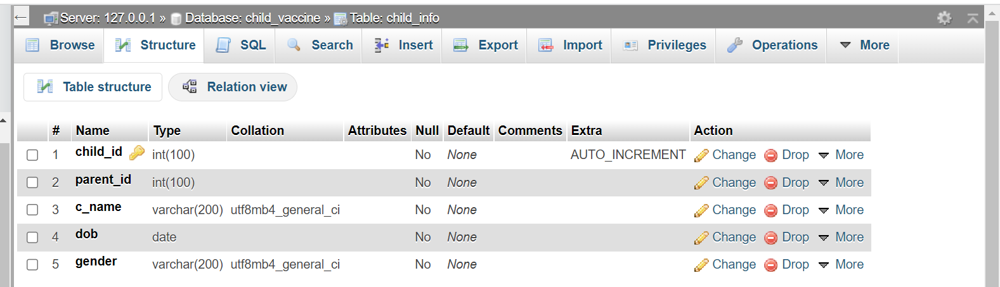 ← Server: 127.0.0.1 » Database: child_vaccine » Table: child_info
Browse Structure SQL Search Insert Export Import Privileges Operations More
Table structure Relation view
# Name Type Collation Attributes Null Default Comments Extra Action
1 child_id int(100) No None AUTO_INCREMENT Change Drop More
2 parent_id int(100) No None Change Drop More
3 c_name varchar(200) utf8mb4_general_ci No None Change Drop More
4 dob date No None Change Drop More
5 gender varchar(200) utf8mb4_general_ci No None Change Drop More